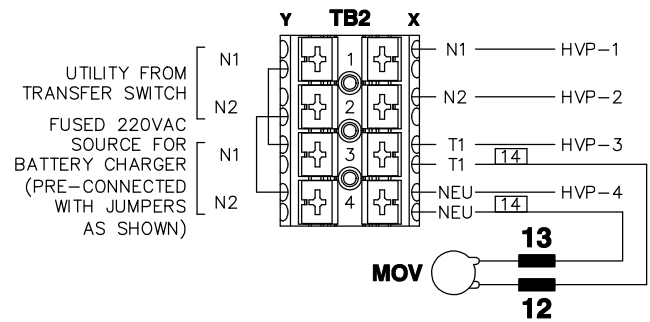 Y TB2 X
N1
UTILITY FROM
TRANSFER SWITCH
N2
FUSED 220VAC
SOURCE FOR
BATTERY CHARGER
(PRE-CONNECTED
WITH JUMPERS
AS SHOWN)
N1
N2
1
2
3
4
N1 HVP-1
N2 HVP-2
T1 HVP-3
T1 14
NEU HVP-4
NEU 14
13
MOV
12